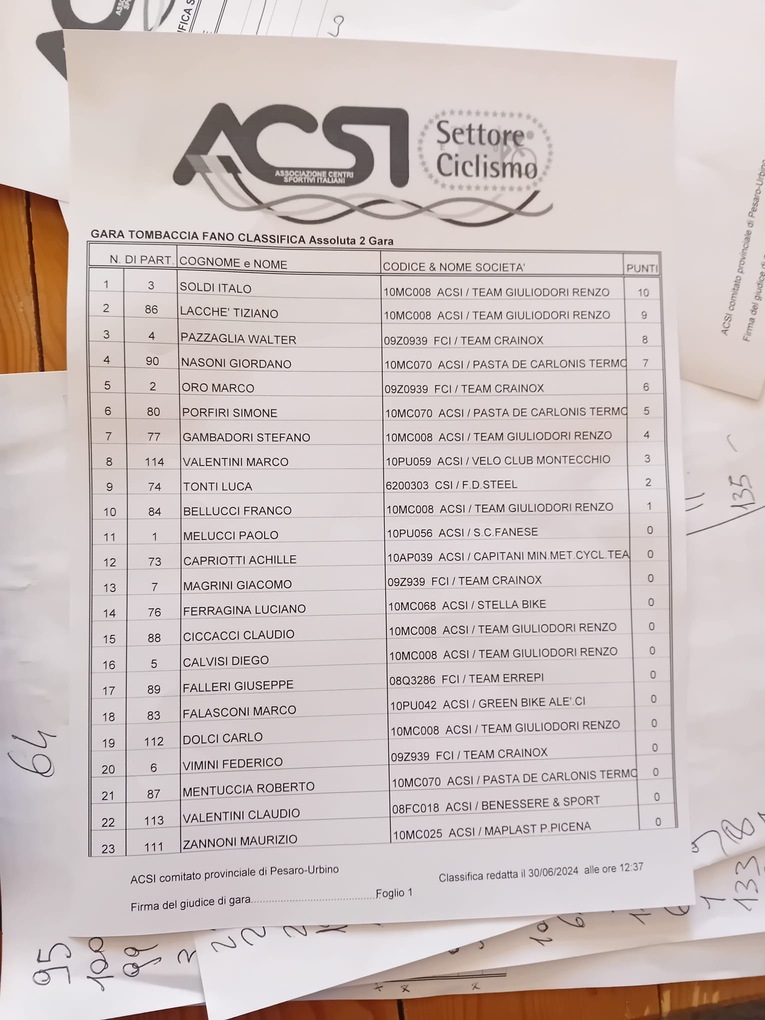 ACSI
ASSOCIAZIONE CENTRI
SPORTIVI ITALIANI
Settore
Ciclismo
GARA TOMBACCIA FANO CLASSIFICA Assoluta 2 Gara
N. DI PART. COGNOME e NOME CODICE & NOME SOCIETA' PUNTI
1 3 SOLDI ITALO 10MC008 ACSI / TEAM GIULIODORI RENZO 10
2 86 LACCHE' TIZIANO 10MC008 ACSI / TEAM GIULIODORI RENZO 9
3 4 PAZZAGLIA WALTER 09Z0939 FCI / TEAM CRAINOX 8
4 90 NASONI GIORDANO 10MC070 ACSI / PASTA DE CARLONIS TERMO 7
5 2 ORO MARCO 09Z0939 FCI / TEAM CRAINOX 6
6 80 PORFIRI SIMONE 10MC070 ACSI / PASTA DE CARLONIS TERMO 5
7 77 GAMBADORI STEFANO 10MC008 ACSI / TEAM GIULIODORI RENZO 4
8 114 VALENTINI MARCO 10PU059 ACSI / VELO CLUB MONTECCHIO 3
9 74 TONTI LUCA 6200303 CSI / F.D.STEEL 2
10 84 BELLUCCI FRANCO 10MC008 ACSI / TEAM GIULIODORI RENZO 1
11 1 MELUCCI PAOLO 10PU056 ACSI / S.C.FANESE 0
12 73 CAPRIOTTI ACHILLE 10AP039 ACSI / CAPITANI MIN.MET.CYCL.TEA 0
13 7 MAGRINI GIACOMO 09Z939 FCI / TEAM CRAINOX 0
14 76 FERRAGINA LUCIANO 10MC068 ACSI / STELLA BIKE 0
15 88 CICCACCI CLAUDIO 10MC008 ACSI / TEAM GIULIODORI RENZO 0
16 5 CALVISI DIEGO 10MC008 ACSI / TEAM GIULIODORI RENZO 0
17 89 FALLERI GIUSEPPE 08Q3286 FCI / TEAM ERREPI 0
18 83 FALASCONI MARCO 10PU042 ACSI / GREEN BIKE ALE'.CI 0
19 112 DOLCI CARLO 10MC008 ACSI / TEAM GIULIODORI RENZO 0
20 6 VIMINI FEDERICO 09Z939 FCI / TEAM CRAINOX 0
21 87 MENTUCCIA ROBERTO 10MC070 ACSI / PASTA DE CARLONIS TERMO 0
22 113 VALENTINI CLAUDIO 08FC018 ACSI / BENESSERE & SPORT 0
23 111 ZANNONI MAURIZIO 10MC025 ACSI / MAPLAST P.PICENA 0
ACSI comitato provinciale di Pesaro-Urbino Classifica redatta il 30/06/2024 alle ore 12:37
Firma del giudice di gara.......................................Foglio 1
ACSI comitato provinciale di Pesaro-Urbino
Firma del giudice di
135
11
64
95
100
99
133